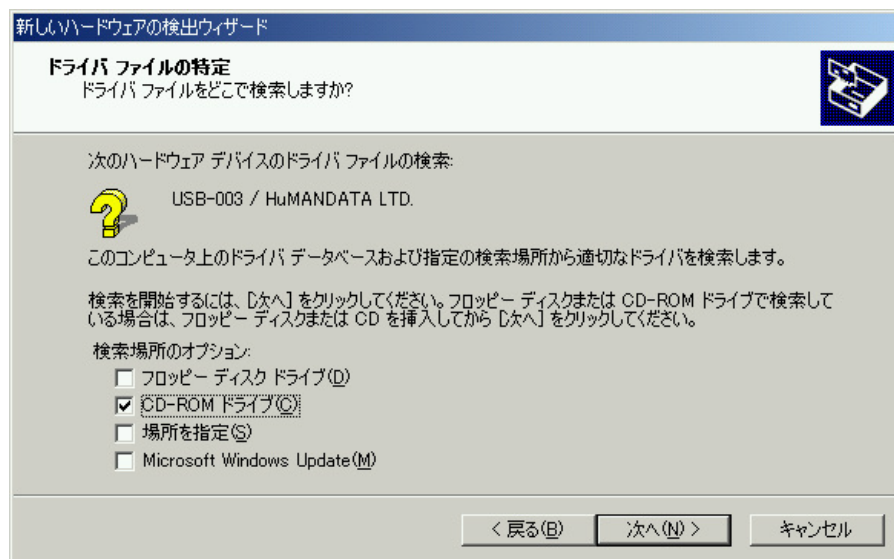 新しいハードウェアの検出ウィザード
ドライバ ファイルの特定
ドライバ ファイルをどこで検索しますか?
次のハードウェア デバイスのドライバ ファイルの検索:
USB-003 / HuMANDATA LTD.
このコンピュータ上のドライバ データベースおよび指定の検索場所から適切なドライバを検索します。
検索を開始するには、[次へ] をクリックしてください。フロッピー ディスクまたは CD-ROM ドライブで検索して
いる場合は、フロッピー ディスクまたは CD を挿入してから [次へ] をクリックしてください。
検索場所のオプション:
フロッピー ディスク ドライブ(D)
CD-ROM ドライブ(C)
場所を指定(S)
Microsoft Windows Update(M)
< 戻る(B) 次へ(N) > キャンセル